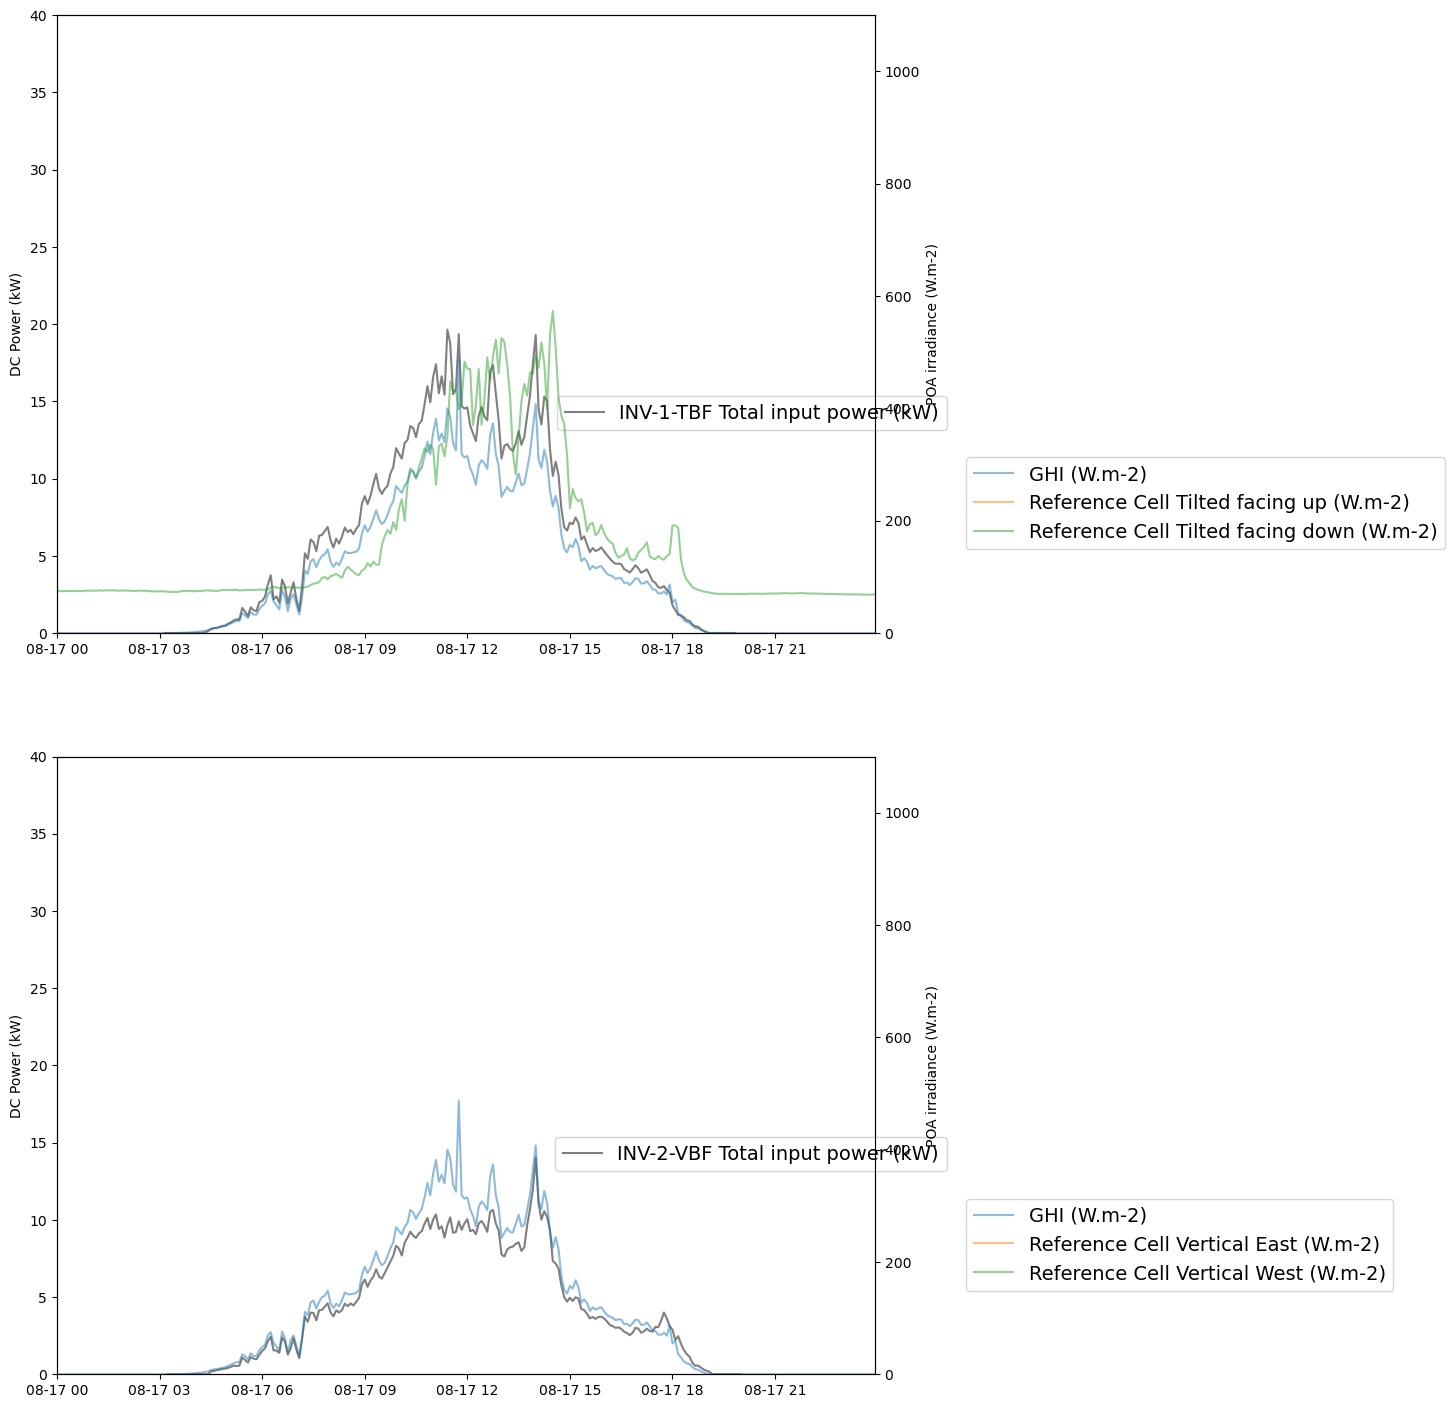 40
35
30
25
20
15
10
5
0
DC Power (kW)
1000
800
600
400
200
0
POA irradiance (W.m-2)
INV-1-TBF Total input power (kW)
GHI (W.m-2)
Reference Cell Tilted facing up (W.m-2)
Reference Cell Tilted facing down (W.m-2)
08-17 00 08-17 03 08-17 06 08-17 09 08-17 12 08-17 15 08-17 18 08-17 21
40
35
30
25
20
15
10
5
0
DC Power (kW)
1000
800
600
400
200
0
POA irradiance (W.m-2)
INV-2-VBF Total input power (kW)
GHI (W.m-2)
Reference Cell Vertical East (W.m-2)
Reference Cell Vertical West (W.m-2)
08-17 00 08-17 03 08-17 06 08-17 09 08-17 12 08-17 15 08-17 18 08-17 21